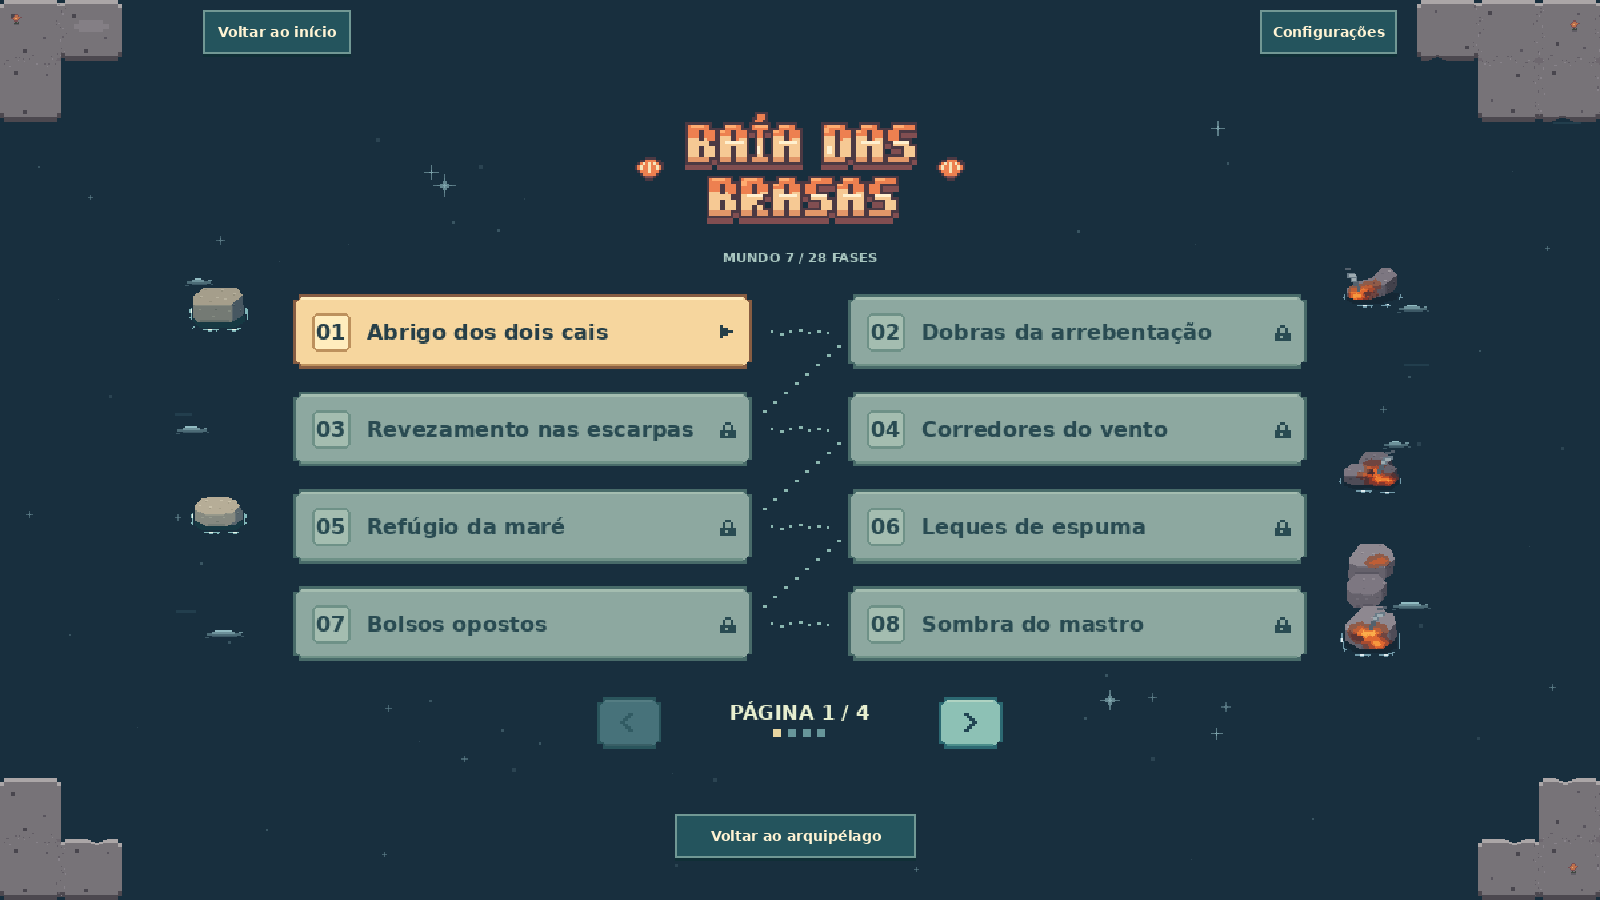 Voltar ao início
Configurações
BAÍA DAS
BRASAS
MUNDO 7 / 28 FASES
01 Abrigo dos dois cais
02 Dobras da arrebentação
03 Revezamento nas escarpas
04 Corredores do vento
05 Refúgio da maré
06 Leques de espuma
07 Bolsos opostos
08 Sombra do mastro
PÁGINA 1 / 4
Voltar ao arquipélago